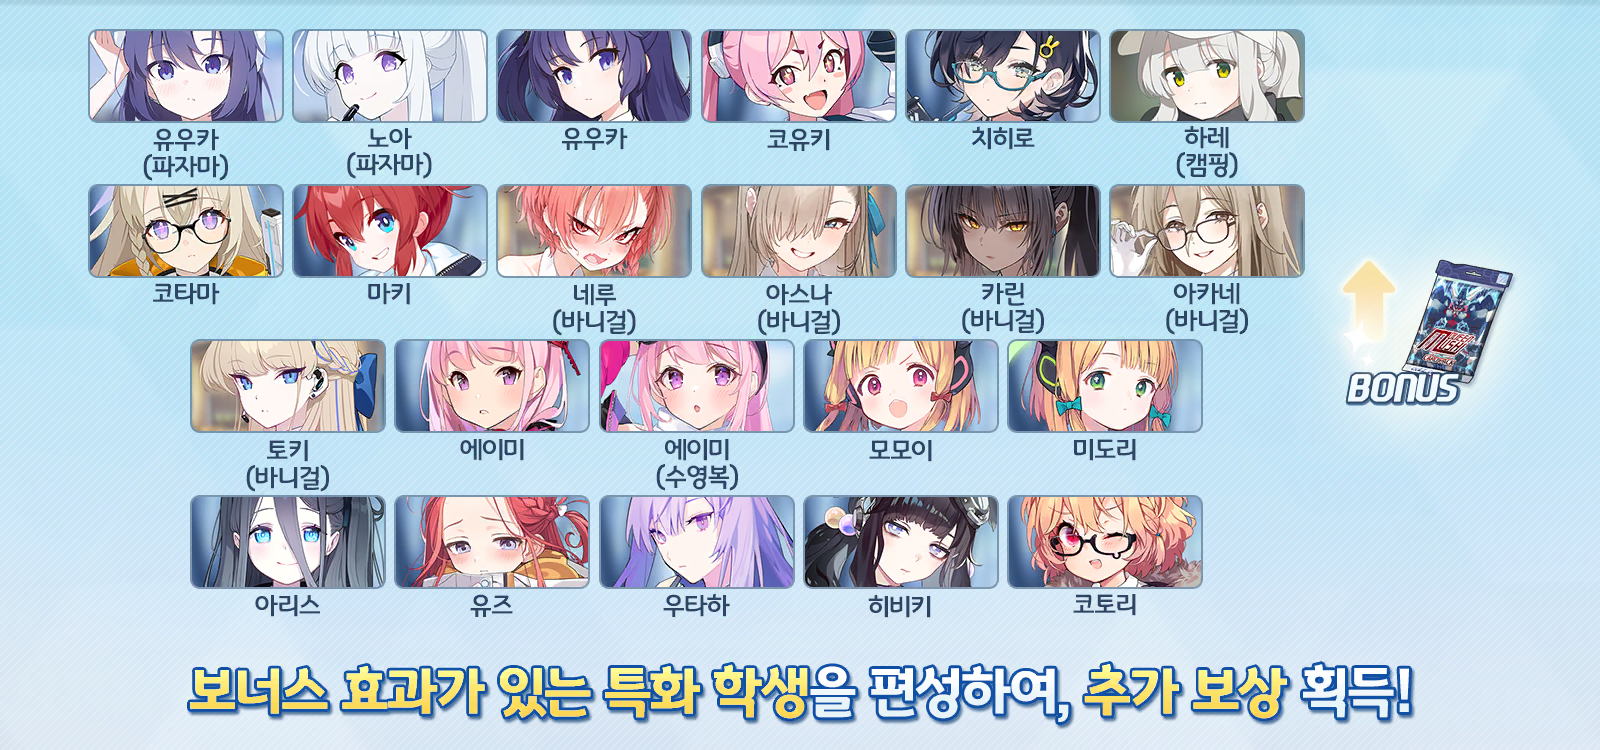 유우카
(파자마)
노아
(파자마)
유우카
코유키
치히로
하레
(캠핑)
코타마
마키
네루
(바니걸)
아스나
(바니걸)
카린
(바니걸)
아카네
(바니걸)
BONUS
토키
(바니걸)
에이미
에이미
(수영복)
모모이
미도리
아리스
유즈
우타하
히비키
코토리
보너스 효과가 있는 특화 학생을 편성하여, 추가 보상 획득!